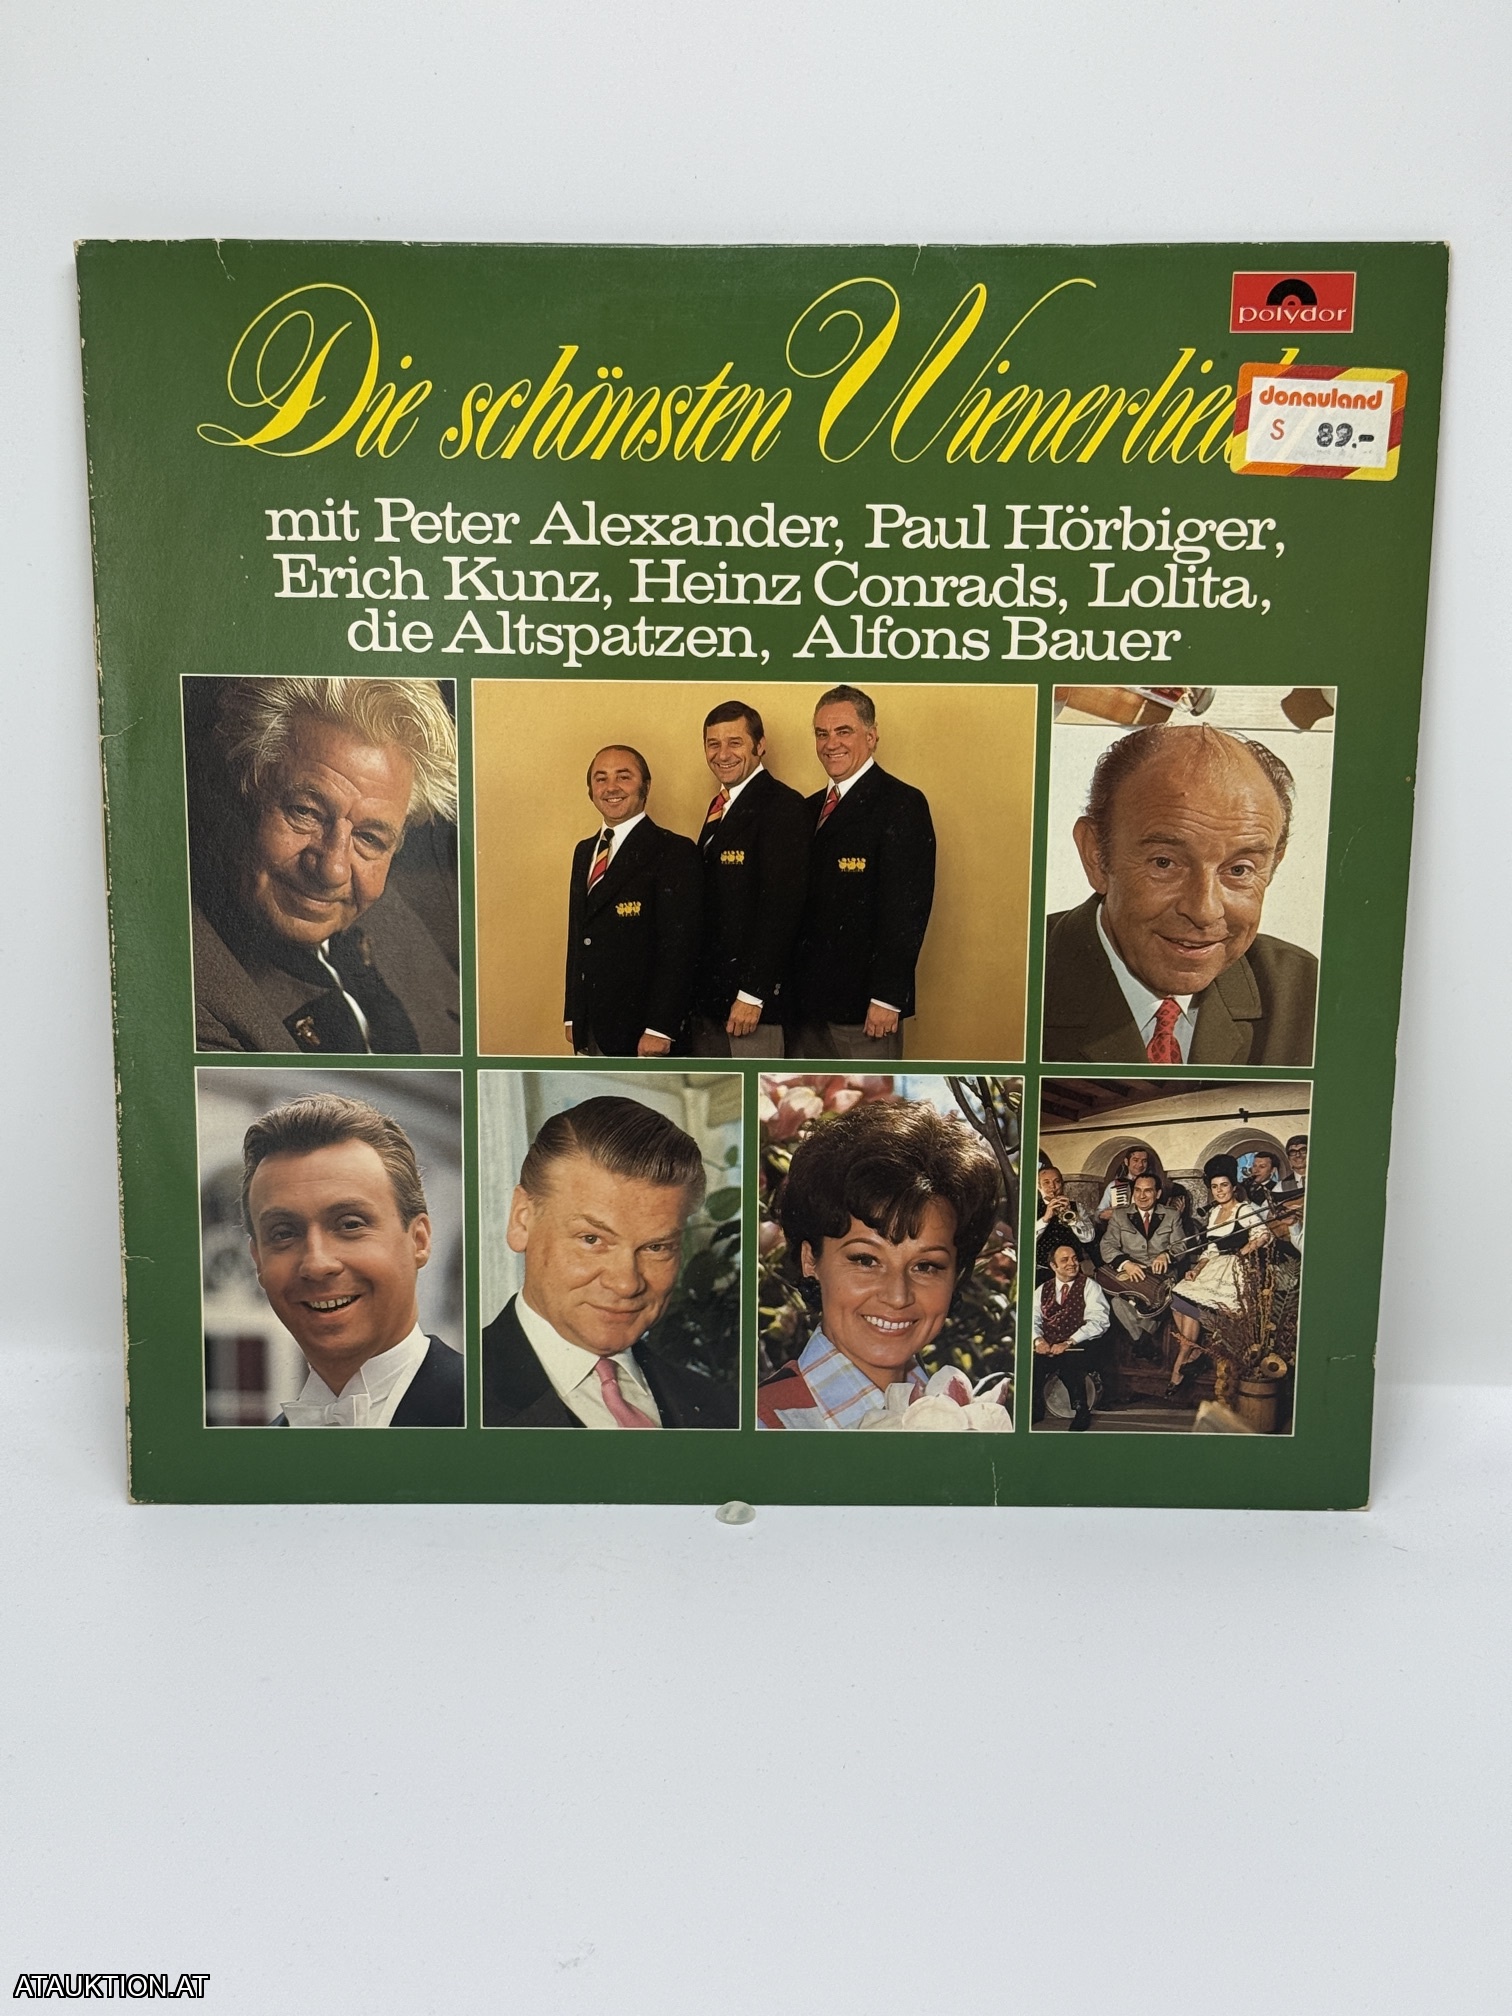 polydor
Die schönsten Wienerlied
donauland
S 89.-
mit Peter Alexander, Paul Hörbiger,
Erich Kunz, Heinz Conrads, Lolita,
die Altspatzen, Alfons Bauer
ATAUKTION.AT